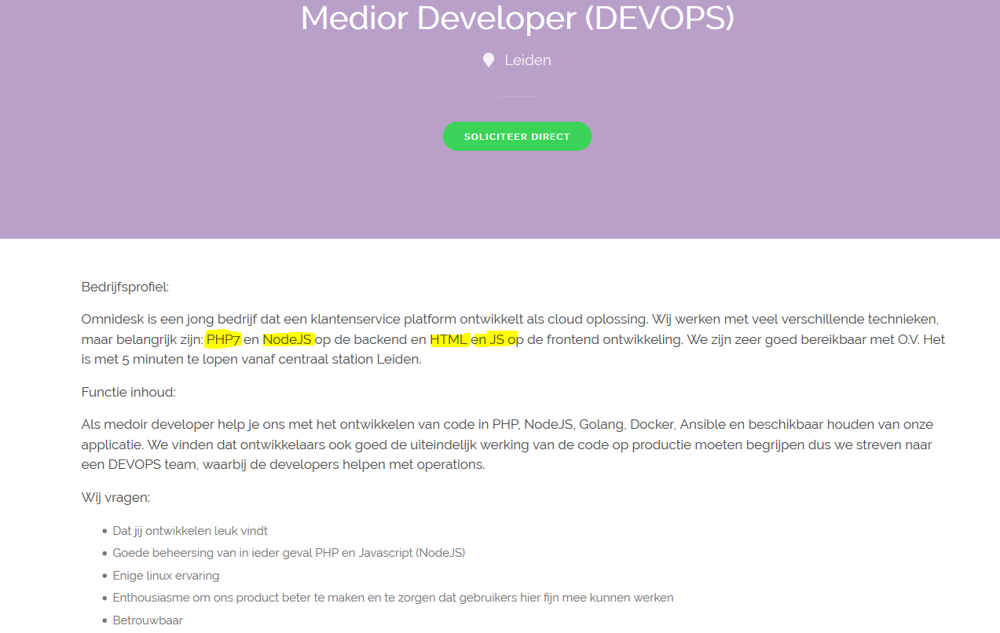 Medior Developer (DEVOPS)
Leiden
SOLICITEER DIRECT
Bedrijfsprofiel:
Omnidesk is een jong bedrijf dat een klantenservice platform ontwikkelt als cloud oplossing. Wij werken met veel verschillende technieken,
maar belangrijk zijn: PHP7 en NodeJS op de backend en HTML en JS op de frontend ontwikkeling. We zijn zeer goed bereikbaar met O.V. Het
is met 5 minuten te lopen vanaf centraal station Leiden.
Functie inhoud:
Als medoir developer help je ons met het ontwikkelen van code in PHP, NodeJS, Golang, Docker, Ansible en beschikbaar houden van onze
applicatie. We vinden dat ontwikkelaars ook goed de uiteindelijk werking van de code op productie moeten begrijpen dus we streven naar
een DEVOPS team, waarbij de developers helpen met operations.
Wij vragen:
• Dat jij ontwikkelen leuk vindt
• Goede beheersing van in ieder geval PHP en Javascript (NodeJS)
• Enige linux ervaring
• Enthousiasme om ons product beter te maken en te zorgen dat gebruikers hier fijn mee kunnen werken
• Betrouwbaar